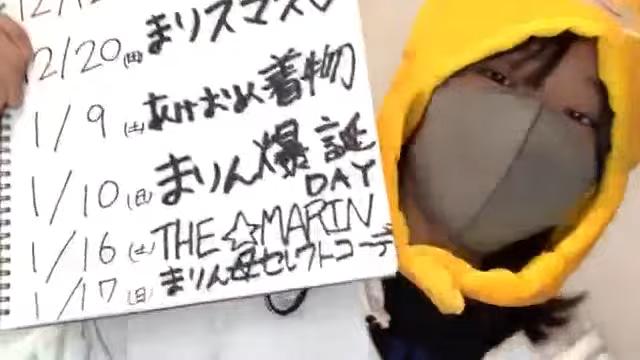 12/20(日) まりスマス♡
1/9(土) あけおめ着物
1/10(日) まりん爆誕DAY
1/16(土) THE☆MARIN
1/17(日) まりん母セレクトコーデ